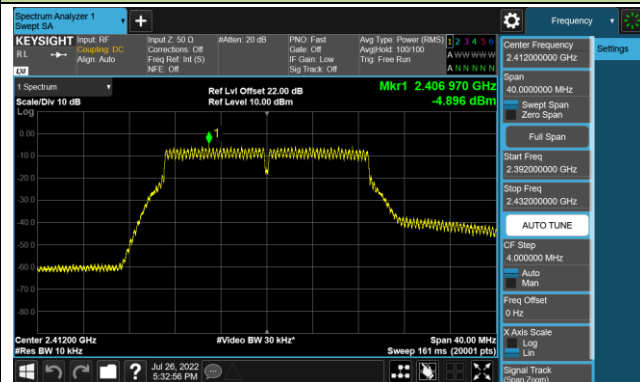 Spectrum Analyzer 1
Swept SA
Frequency
KEYSIGHT
RL
LXI
Input: RF
Coupling: DC
Align: Auto
Input Z: 50 Ω
Corrections: Off
Freq Ref: Int (S)
NFE: Off
#Atten: 20 dB
PNO: Fast
Gate: Off
IF Gain: Low
Sig Track: Off
Avg Type: Power (RMS)
Avg|Hold: 100/100
Trig: Free Run
1 2 3 4 5 6
A W W W W W
A N N N N N
Center Frequency
2.412000000 GHz
Settings
Span
40.0000000 MHz
Swept Span
Zero Span
Full Span
Start Freq
2.392000000 GHz
Stop Freq
2.432000000 GHz
AUTO TUNE
CF Step
4.000000 MHz
Auto
Man
Freq Offset
0 Hz
X Axis Scale
Log
Lin
Signal Track
(Span Zoom)
1 Spectrum
Scale/Div 10 dB
Log
Ref Lvl Offset 22.00 dB
Ref Level 10.00 dBm
Mkr1 2.406 970 GHz
-4.896 dBm
1
0.00
-10.0
-20.0
-30.0
-40.0
-50.0
-60.0
-70.0
-80.0
Center 2.41200 GHz
#Res BW 10 kHz
#Video BW 30 kHz*
Span 40.00 MHz
Sweep 161 ms (20001 pts)
?
Jul 26, 2022
5:32:56 PM